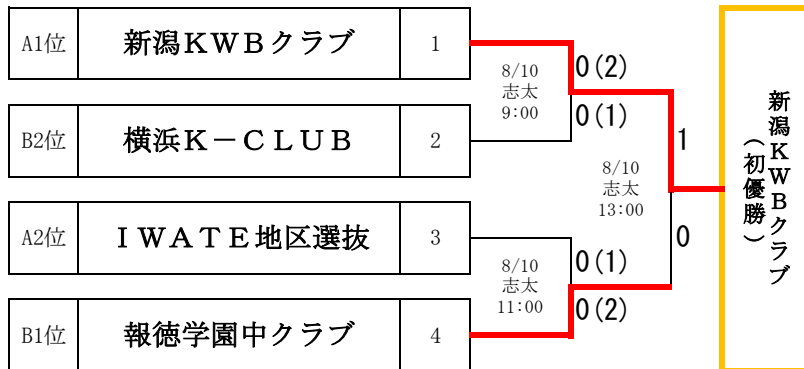 A1位 新潟KWBクラブ 1
8/10
志太
9:00
0(2)
0(1)
B2位 横浜K－CLUB 2
8/10
志太
13:00
1
0
A2位 IWATE地区選抜 3
8/10
志太
11:00
0(1)
0(2)
B1位 報徳学園中クラブ 4
新潟KWBクラブ
（初優勝）